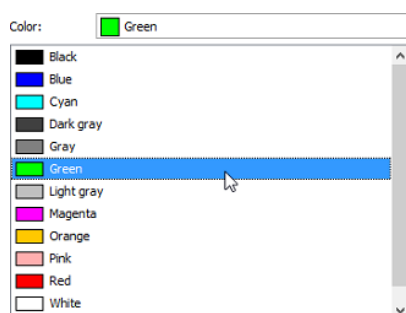 Color: Green
Black
Blue
Cyan
Dark gray
Gray
Green
Light gray
Magenta
Orange
Pink
Red
White